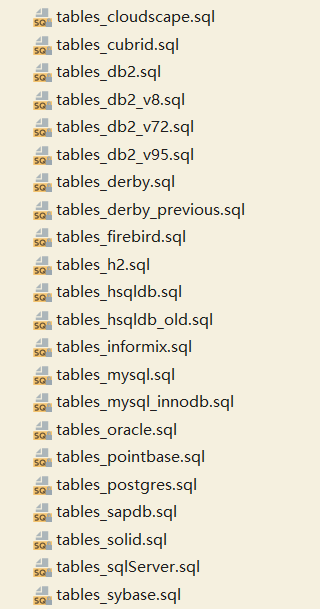 tables_cloudscape.sql
tables_cubrid.sql
tables_db2.sql
tables_db2_v8.sql
tables_db2_v72.sql
tables_db2_v95.sql
tables_derby.sql
tables_derby_previous.sql
tables_firebird.sql
tables_h2.sql
tables_hsqldb.sql
tables_hsqldb_old.sql
tables_informix.sql
tables_mysql.sql
tables_mysql_innodb.sql
tables_oracle.sql
tables_pointbase.sql
tables_postgres.sql
tables_sapdb.sql
tables_solid.sql
tables_sqlServer.sql
tables_sybase.sql